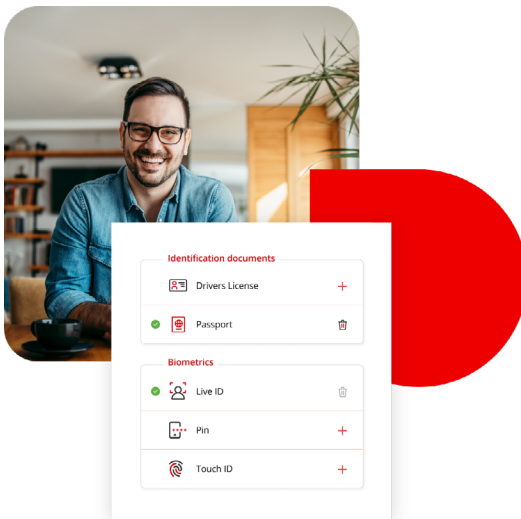 Identification documents
Drivers License
Passport
Biometrics
Live ID
Pin
Touch ID